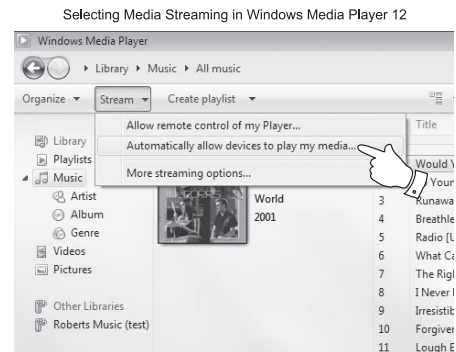 Selecting Media Streaming in Windows Media Player 12
Windows Media Player
Library Music All music
Organize Stream Create playlist
Allow remote control of my Player...
Automatically allow devices to play my media...
More streaming options...
Title
Library
Playlists
Music
Artist
Album
Genre
Videos
Pictures
Other Libraries
Roberts Music (test)
World
2001
Would Y
Youn
3 Runawa
4 Breathle
5 Radio [U
6 What Ca
7 The Righ
8 I Never
9 Irresistib
10 Forgiven
11 Lough E